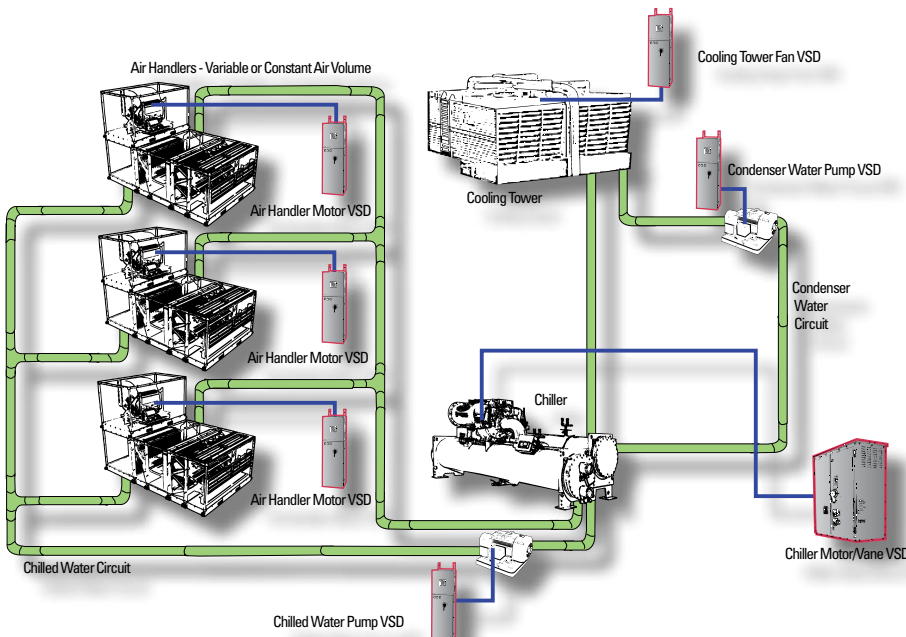 Air Handlers - Variable or Constant Air Volume
Cooling Tower Fan VSD
Condenser Water Pump VSD
Cooling Tower
Air Handler Motor VSD
Condenser
Water
Circuit
Air Handler Motor VSD
Chiller
Air Handler Motor VSD
Chiller Motor/Vane VSD
Chilled Water Circuit
Chilled Water Pump VSD